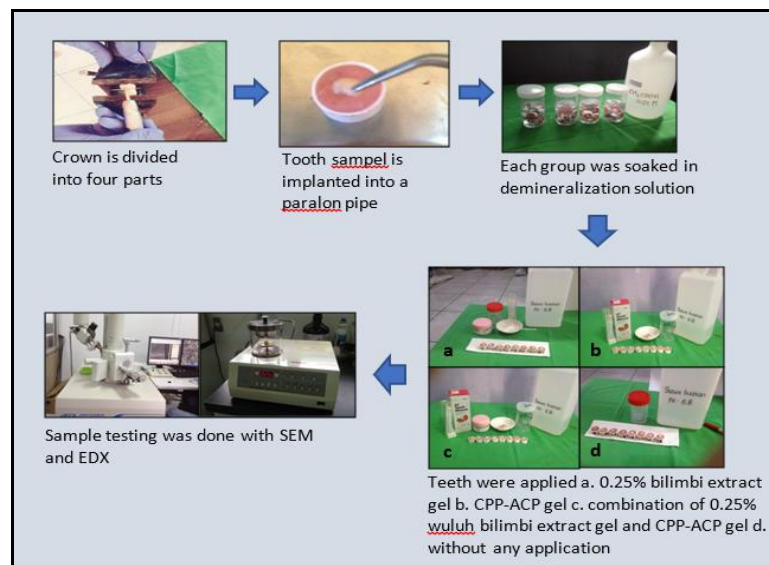 Crown is divided
into four parts
Tooth sampel is
implanted into a
paralon pipe
Each group was soaked in
demineralization solution
a
b
c
d
Teeth were applied a. 0.25% bilimbi extract
gel b. CPP-ACP gel c. combination of 0.25%
wuluh bilimbi extract gel and CPP-ACP gel d.
without any application
Sample testing was done with SEM
and EDX